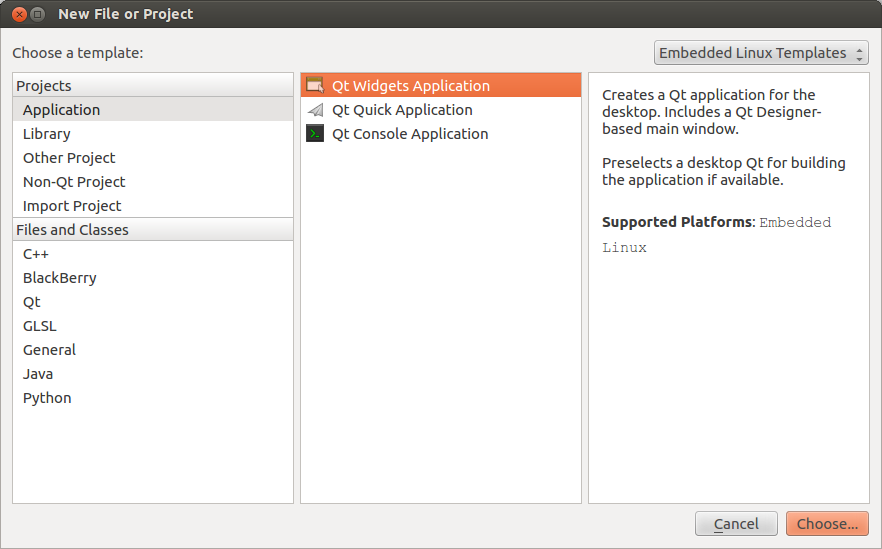 New File or Project
Choose a template:
Embedded Linux Templates
Projects
Application
Library
Other Project
Non-Qt Project
Import Project
Files and Classes
C++
BlackBerry
Qt
GLSL
General
Java
Python
Qt Widgets Application
Qt Quick Application
Qt Console Application
Creates a Qt application for the
desktop. Includes a Qt Designer-
based main window.
Preselects a desktop Qt for building
the application if available.
Supported Platforms: Embedded
Linux
Cancel
Choose...